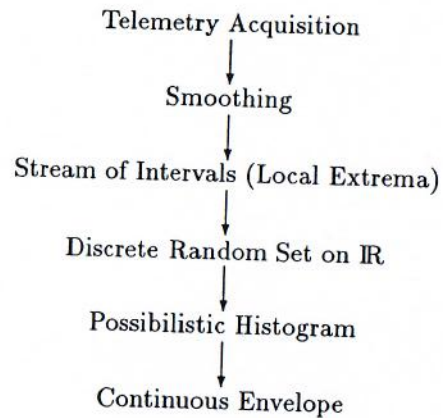 Telemetry Acquisition
Smoothing
Stream of Intervals (Local Extrema)
Discrete Random Set on ℝ
Possibilistic Histogram
Continuous Envelope